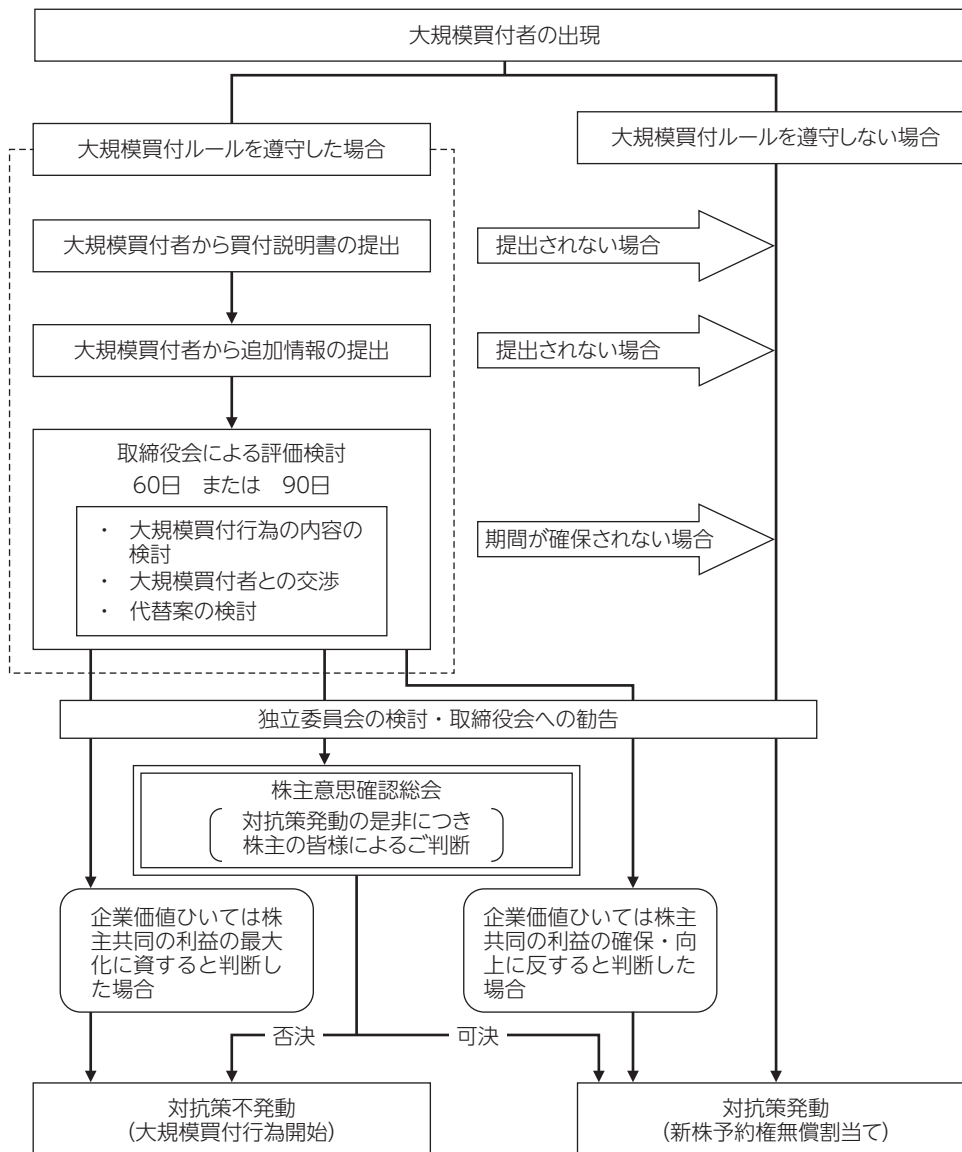 大規模買付者の出現
大規模買付ルールを遵守した場合
大規模買付ルールを遵守しない場合
大規模買付者から買付説明書の提出
提出されない場合
大規模買付者から追加情報の提出
提出されない場合
取締役会による評価検討
60日　または　90日
・　大規模買付行為の内容の
検討
・　大規模買付者との交渉
・　代替案の検討
期間が確保されない場合
独立委員会の検討・取締役会への勧告
株主意思確認総会
対抗策発動の是非につき
株主の皆様によるご判断
企業価値ひいては株
主共同の利益の最大
化に資すると判断し
た場合
企業価値ひいては株主
共同の利益の確保・向
上に反すると判断した
場合
否決
可決
対抗策不発動
(大規模買付行為開始)
対抗策発動
(新株予約権無償割当て)